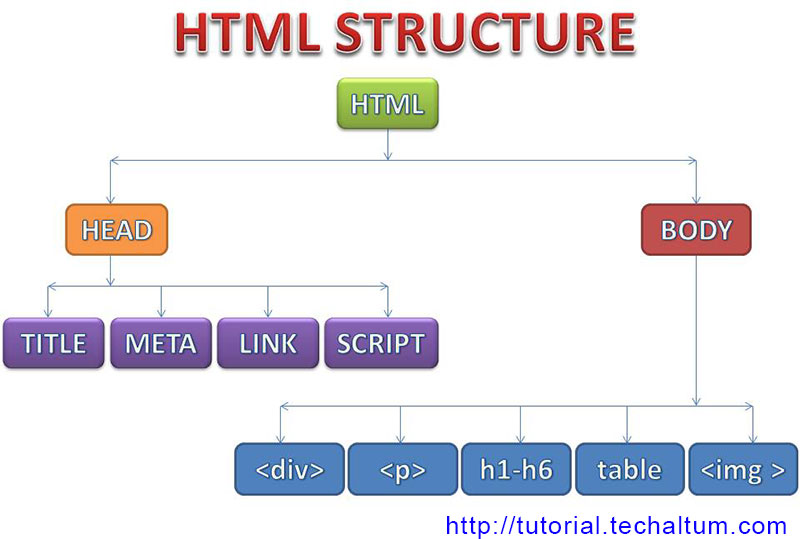 HTML STRUCTURE
HTML
HEAD
BODY
TITLE
META
LINK
SCRIPT
<div>
<p>
h1-h6
table
<img >
http://tutorial.techaltum.com